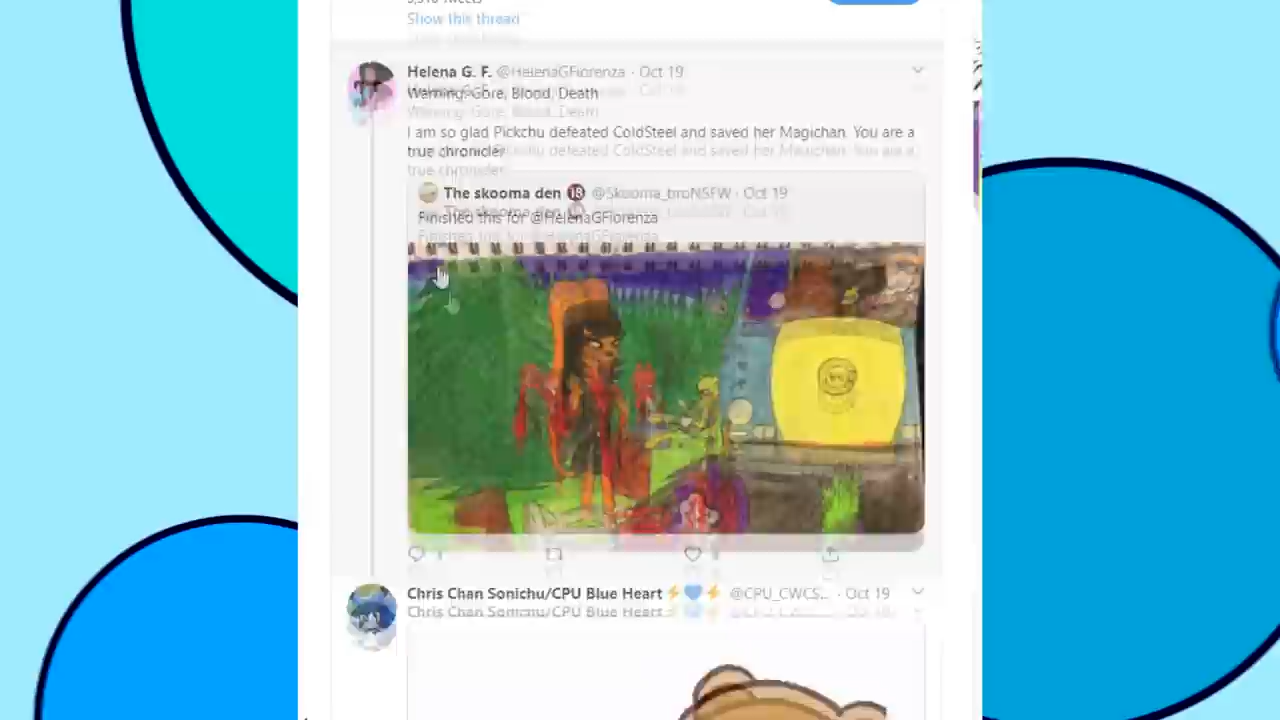 Show this thread
Helena G. F. @HelenaGFiorenza · Oct 19
Warning: Gore, Blood, Death
I am so glad Pickchu defeated ColdSteel and saved her Magichan. You are a
true chronicler
The skooma den 🔞 @Skooma_broNSFW · Oct 19
Finished this for @HelenaGFiorenza
Chris Chan Sonichu/CPU Blue Heart⚡💙⚡ @CPU_CWCS... · Oct 19